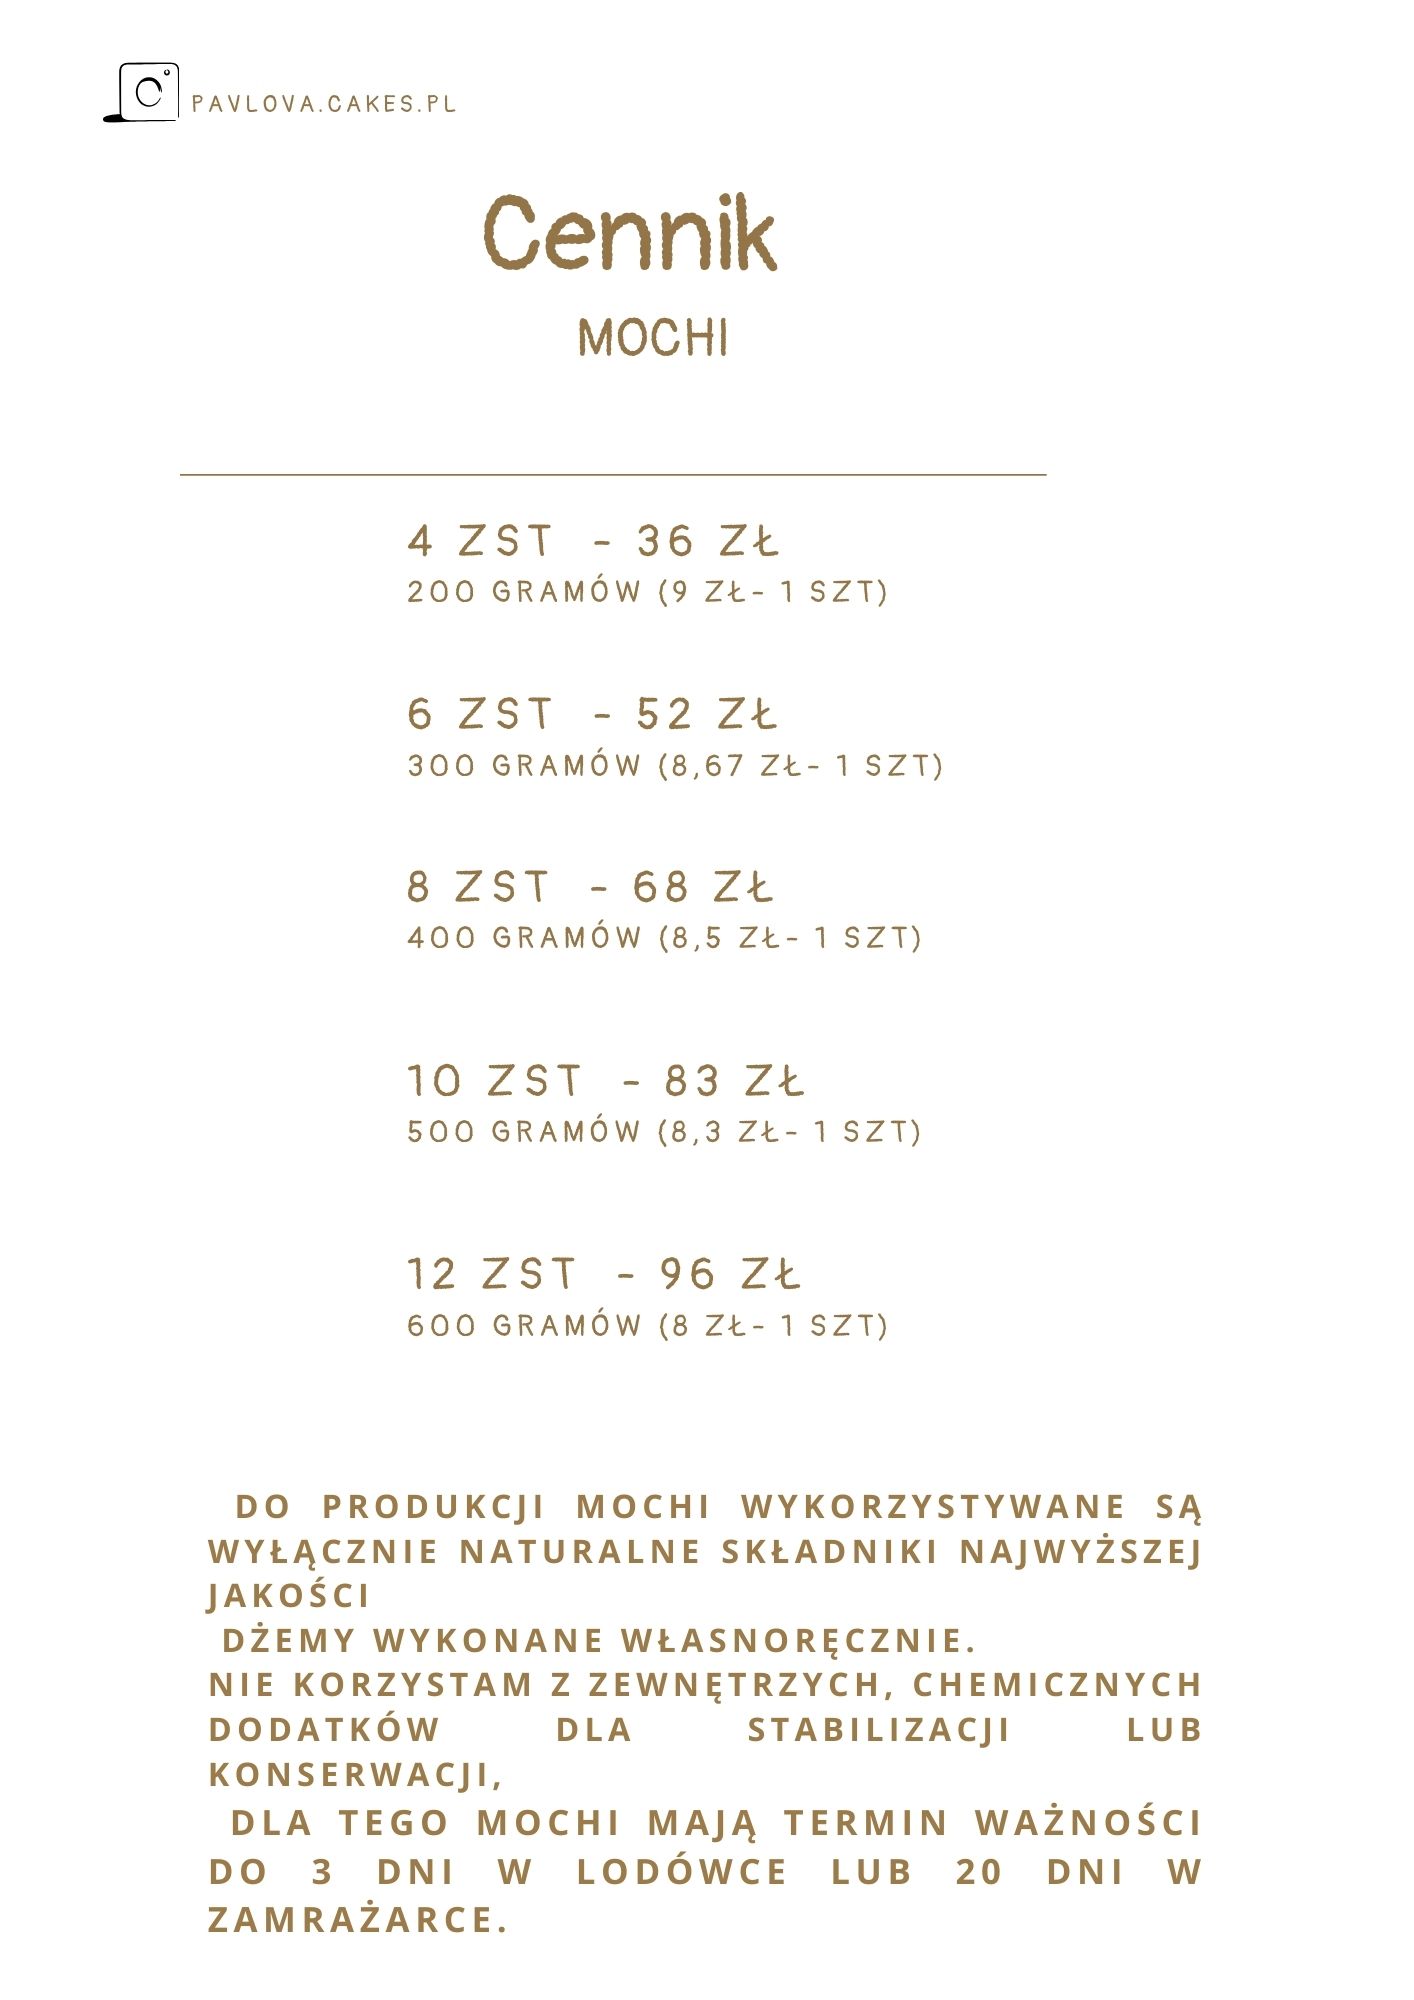 PAVLOVA.CAKES.PL
Cennik
MOCHI
4 ZST - 36 ZŁ
200 GRAMÓW (9 ZŁ- 1 SZT)
6 ZST - 52 ZŁ
300 GRAMÓW (8,67 ZŁ- 1 SZT)
8 ZST - 68 ZŁ
400 GRAMÓW (8,5 ZŁ- 1 SZT)
10 ZST - 83 ZŁ
500 GRAMÓW (8,3 ZŁ- 1 SZT)
12 ZST - 96 ZŁ
600 GRAMÓW (8 ZŁ- 1 SZT)
DO PRODUKCJI MOCHI WYKORZYSTYWANE SĄ
WYŁĄCZNIE NATURALNE SKŁADNIKI NAJWYŻSZEJ
JAKOŚCI
DŻEMY WYKONANE WŁASNORĘCZNIE.
NIE KORZYSTAM Z ZEWNĘTRZYCH, CHEMICZNYCH
DODATKÓW DLA STABILIZACJI LUB
KONSERWACJI,
DLA TEGO MOCHI MAJĄ TERMIN WAŻNOŚCI
DO 3 DNI W LODÓWCE LUB 20 DNI W
ZAMRAŻARCE.